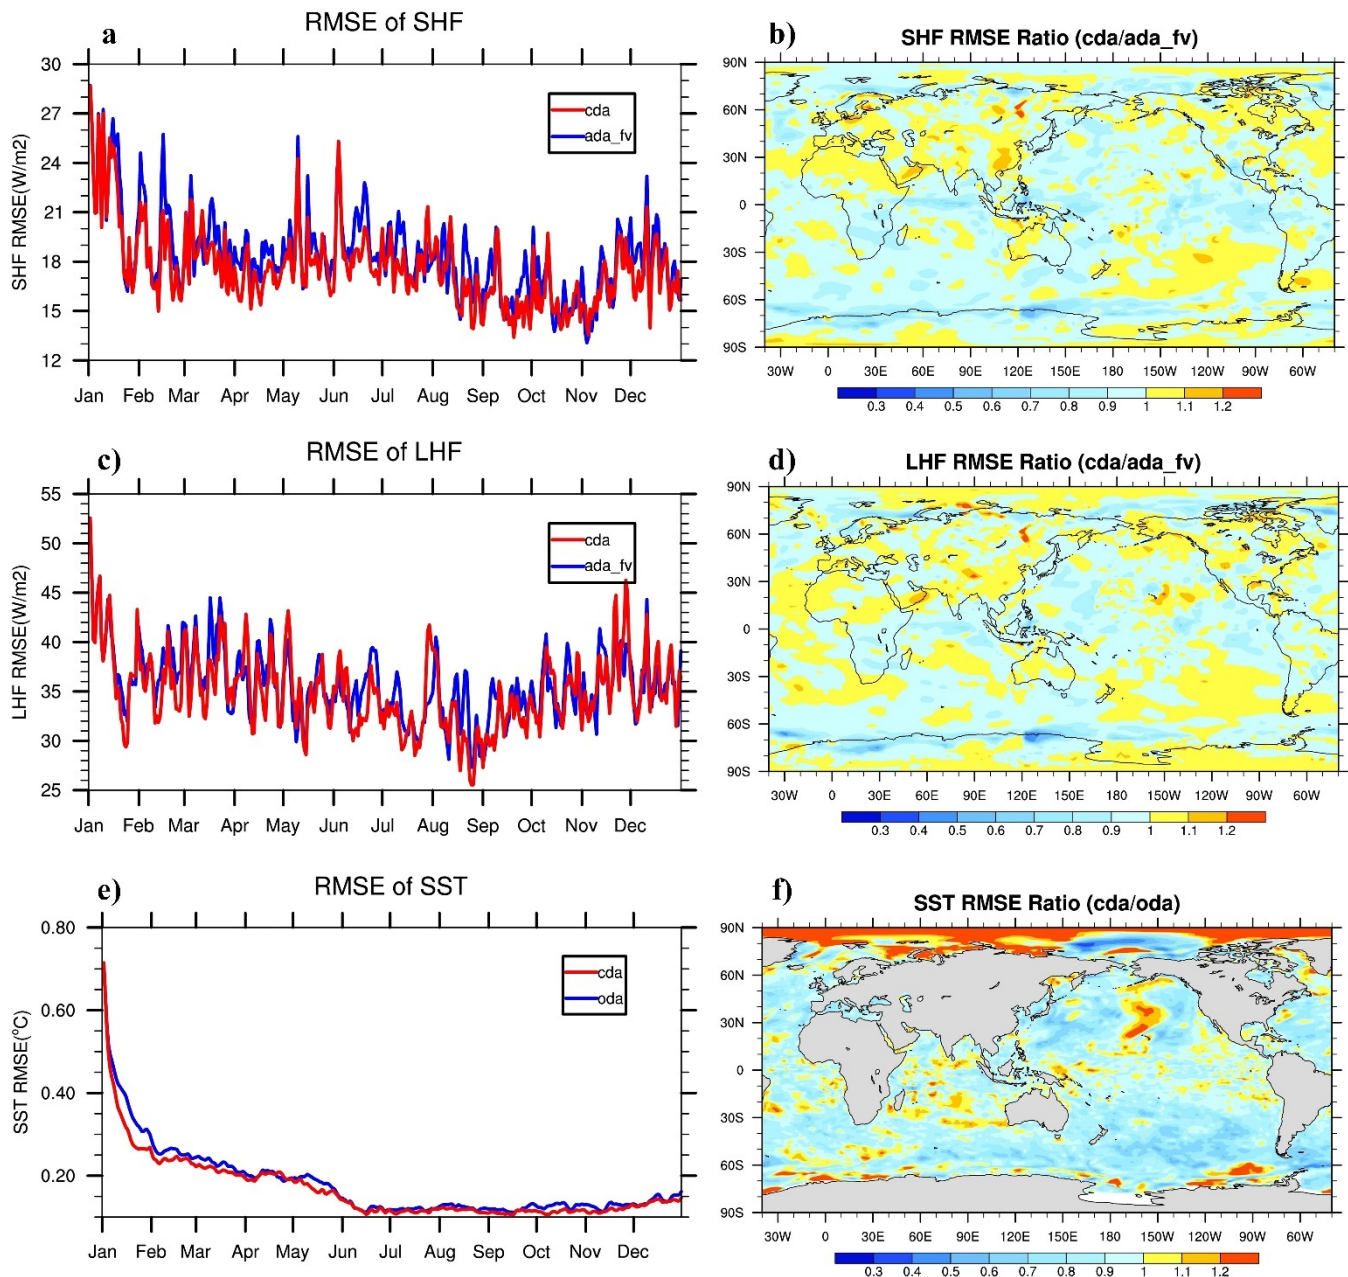 a
RMSE of SHF
30
27
24
21
18
15
12
SHF RMSE(W/m2)
cda
ada_fv
Jan Feb Mar Apr May Jun Jul Aug Sep Oct Nov Dec
b)
SHF RMSE Ratio (cda/ada_fv)
90N
60N
30N
0
30S
60S
90S
30W 0 30E 60E 90E 120E 150E 180 150W 120W 90W 60W
0.3 0.4 0.5 0.6 0.7 0.8 0.9 1 1.1 1.2
c)
RMSE of LHF
55
50
45
40
35
30
25
LHF RMSE(W/m2)
cda
ada_fv
Jan Feb Mar Apr May Jun Jul Aug Sep Oct Nov Dec
d)
LHF RMSE Ratio (cda/ada_fv)
90N
60N
30N
0
30S
60S
90S
30W 0 30E 60E 90E 120E 150E 180 150W 120W 90W 60W
0.3 0.4 0.5 0.6 0.7 0.8 0.9 1 1.1 1.2
e)
RMSE of SST
0.80
0.60
0.40
0.20
SST RMSE(°C)
cda
oda
Jan Feb Mar Apr May Jun Jul Aug Sep Oct Nov Dec
f)
SST RMSE Ratio (cda/oda)
90N
60N
30N
0
30S
60S
90S
30W 0 30E 60E 90E 120E 150E 180 150W 120W 90W 60W
0.3 0.4 0.5 0.6 0.7 0.8 0.9 1 1.1 1.2